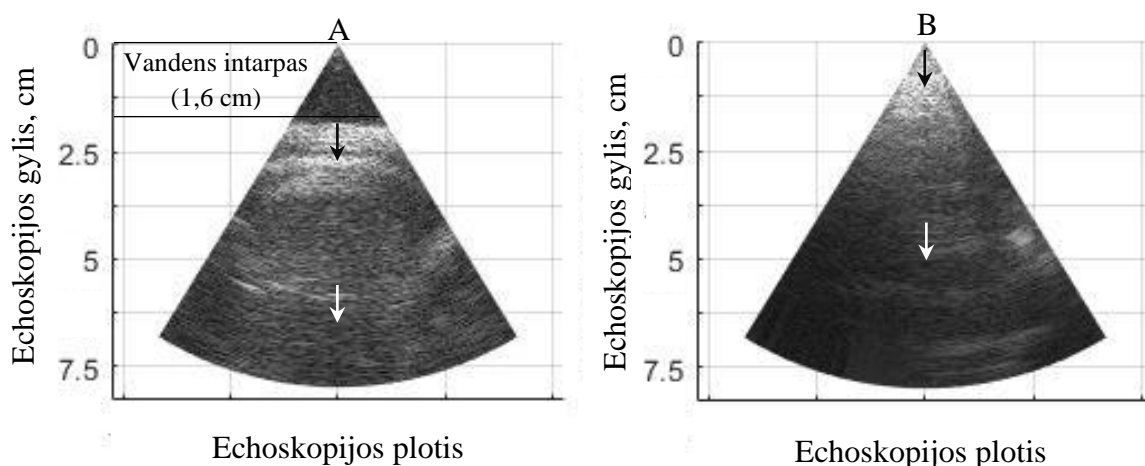 A
0
Vandens intarpas
(1,6 cm)
2.5
5
7.5
Echoskopijos gylis, cm
Echoskopijos plotis
B
0
2.5
5
7.5
Echoskopijos gylis, cm
Echoskopijos plotis